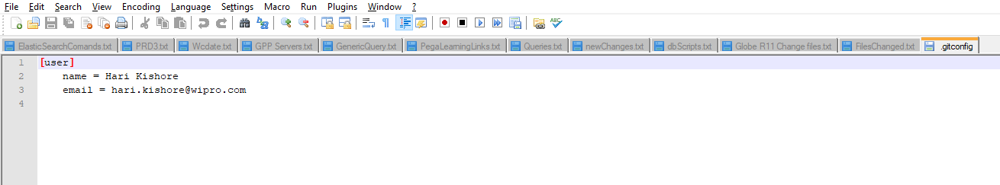 File Edit Search View Encoding Language Settings Macro Run Plugins Window ?
ElasticSearchComands.txt PRD3.txt Wcdate.txt GPP Servers.txt GenericQuery.txt PegaLearningLinks.txt Queries.txt newChanges.txt dbScripts.txt Globe R11 Change files.txt FilesChanged.txt .gitconfig
1 [user]
2 name = Hari Kishore
3 email = hari.kishore@wipro.com
4